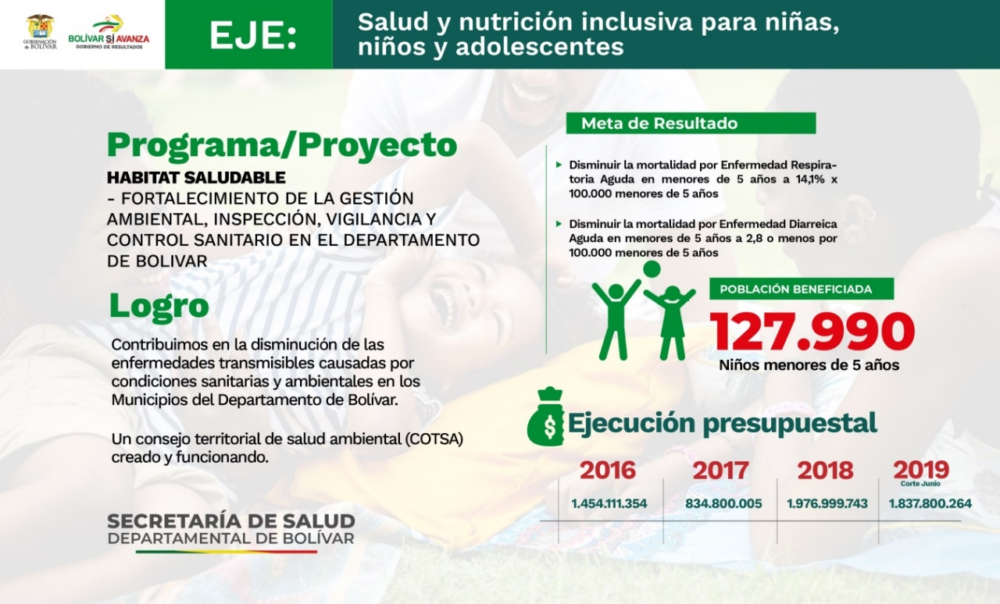 GOBERNACIÓN
de BOLÍVAR
BOLÍVAR SÍ AVANZA
GOBIERNO DE RESULTADOS
EJE:
Salud y nutrición inclusiva para niñas,
niños y adolescentes
Programa/Proyecto
HABITAT SALUDABLE
- FORTALECIMIENTO DE LA GESTIÓN
AMBIENTAL, INSPECCIÓN, VIGILANCIA Y
CONTROL SANITARIO EN EL DEPARTAMENTO
DE BOLIVAR
Logro
Contribuimos en la disminución de las
enfermedades transmisibles causadas por
condiciones sanitarias y ambientales en los
Municipios del Departamento de Bolívar.
Un consejo territorial de salud ambiental (COTSA)
creado y funcionando.
SECRETARÍA DE SALUD
DEPARTAMENTAL DE BOLÍVAR
Meta de Resultado
Disminuir la mortalidad por Enfermedad Respira-
toria Aguda en menores de 5 años a 14,1% x
100.000 menores de 5 años
Disminuir la mortalidad por Enfermedad Diarreica
Aguda en menores de 5 años a 2,8 o menos por
100.000 menores de 5 años
POBLACIÓN BENEFICIADA
127.990
Niños menores de 5 años
$
Ejecución presupuestal
2016 2017 2018 2019
Corte Junio
1.454.111.354 834.800.005 1.976.999.743 1.837.800.264